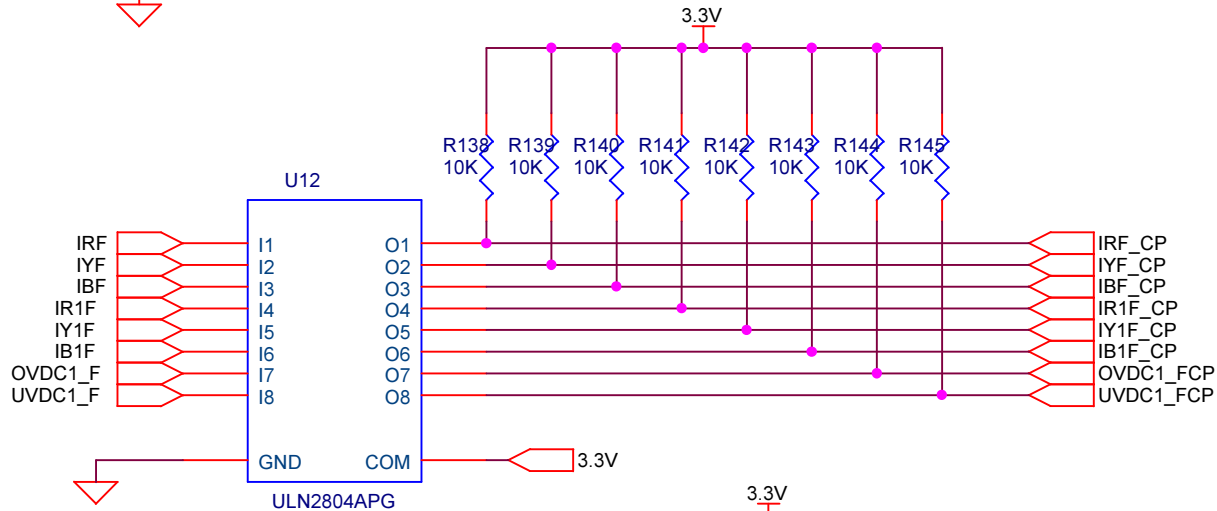 3.3V
R138 R139 R140 R141 R142 R143 R144 R145
10K 10K 10K 10K 10K 10K 10K 10K
U12
IRF I1 O1 IRF_CP
IYF I2 O2 IYF_CP
IBF I3 O3 IBF_CP
IR1F I4 O4 IR1F_CP
IY1F I5 O5 IY1F_CP
IB1F I6 O6 IB1F_CP
OVDC1_F I7 O7 OVDC1_FCP
UVDC1_F I8 O8 UVDC1_FCP
GND COM 3.3V
ULN2804APG
3.3V